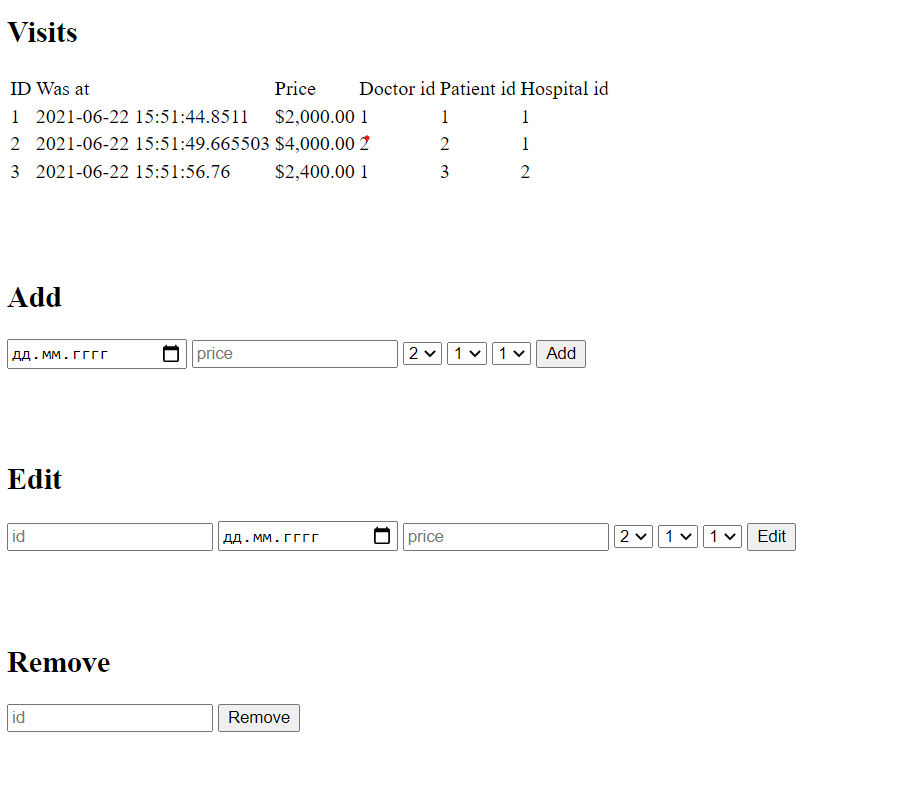 Visits
ID Was at Price Doctor id Patient id Hospital id
1 2021-06-22 15:51:44.8511 $2,000.00 1 1 1
2 2021-06-22 15:51:49.665503 $4,000.00 2 2 1
3 2021-06-22 15:51:56.76 $2,400.00 1 3 2
Add
дд.мм.гггг price 2 1 1 Add
Edit
id дд.мм.гггг price 2 1 1 Edit
Remove
id Remove